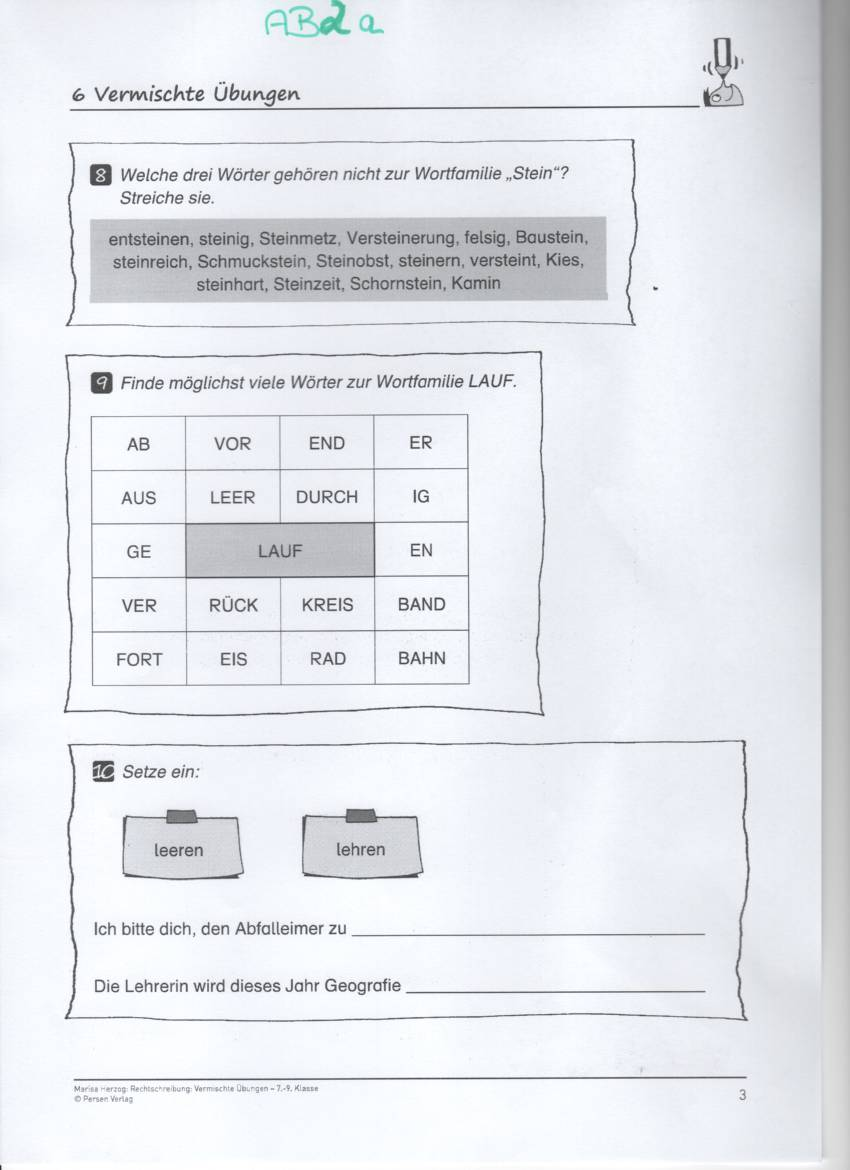 ABd2a
6 Vermischte Übungen
8 Welche drei Wörter gehören nicht zur Wortfamilie „Stein“?
Streiche sie.
entsteinen, steinig, Steinmetz, Versteinerung, felsig, Baustein,
steinreich, Schmuckstein, Steinobst, steinern, versteint, Kies,
steinhart, Steinzeit, Schornstein, Kamin
9 Finde möglichst viele Wörter zur Wortfamilie LAUF.
AB VOR END ER
AUS LEER DURCH IG
GE LAUF EN
VER RÜCK KREIS BAND
FORT EIS RAD BAHN
10 Setze ein:
leeren lehren
Ich bitte dich, den Abfalleimer zu
Die Lehrerin wird dieses Jahr Geografie
Marisa Herzog: Rechtschreibung: Vermischte Übungen – 7.-9. Klasse
© Persen Verlag
3